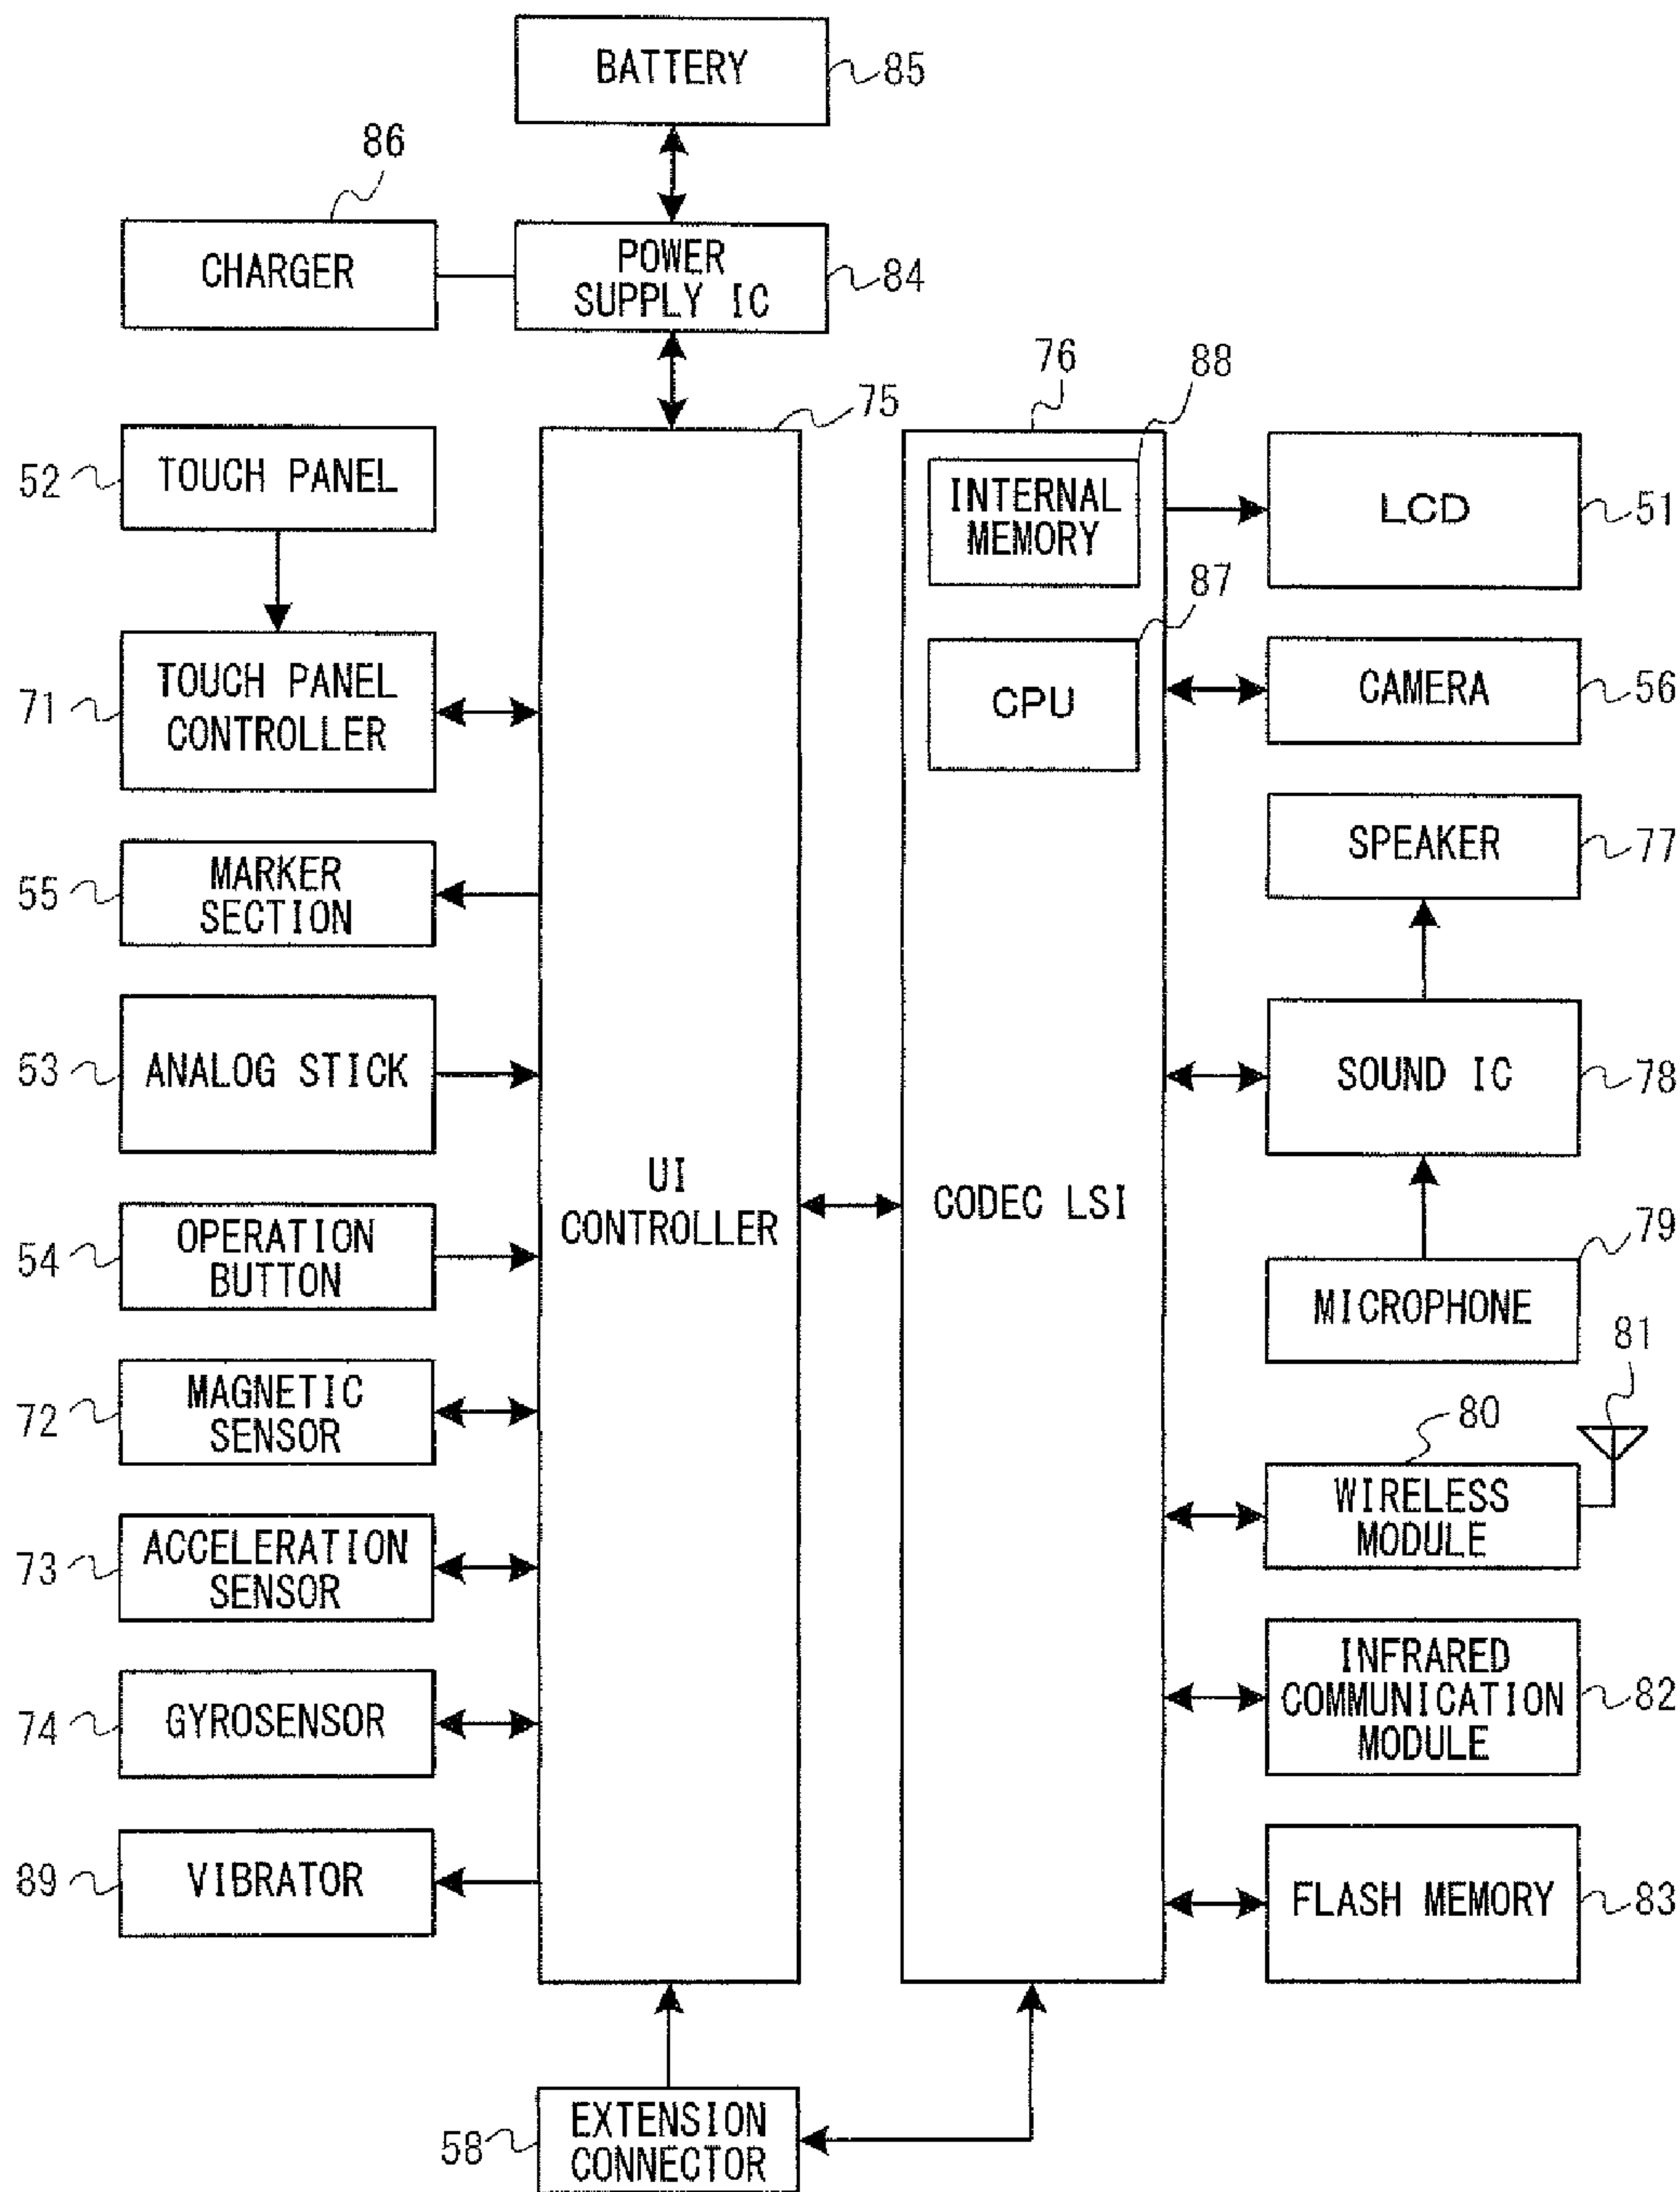 BATTERY
85
86
CHARGER
POWER
SUPPLY IC
84
75
76
88
52
TOUCH PANEL
INTERNAL
MEMORY
LCD
51
87
71
TOUCH PANEL
CONTROLLER
CPU
CAMERA
56
SPEAKER
77
55
MARKER
SECTION
53
ANALOG STICK
SOUND IC
78
UI
CONTROLLER
CODEC LSI
54
OPERATION
BUTTON
79
MICROPHONE
81
72
MAGNETIC
SENSOR
80
WIRELESS
MODULE
73
ACCELERATION
SENSOR
74
GYROSENSOR
INFRARED
COMMUNICATION
MODULE
82
89
VIBRATOR
FLASH MEMORY
83
58
EXTENSION
CONNECTOR